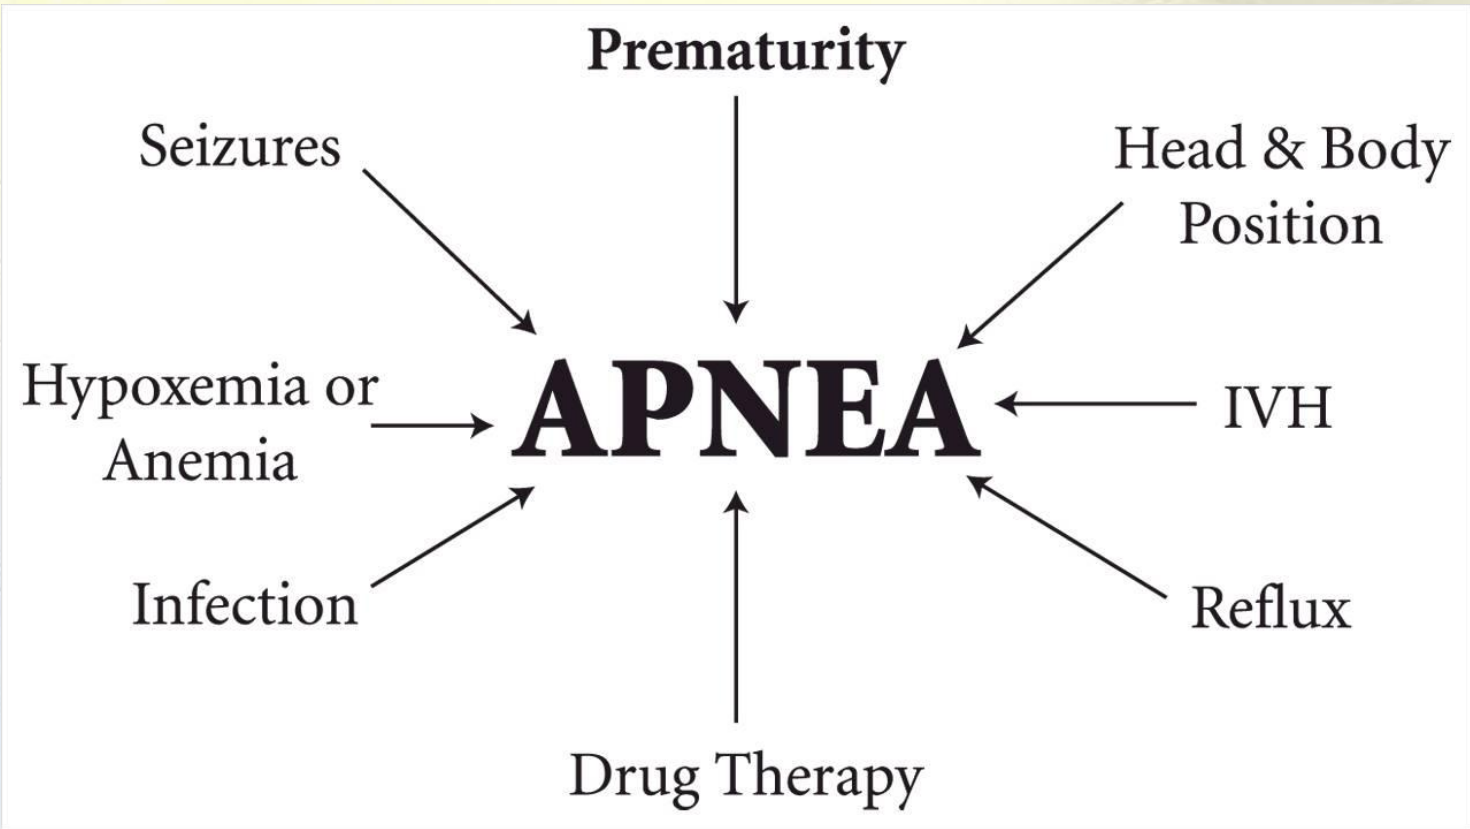 Prematurity
Seizures
Head & Body
Position
Hypoxemia or
Anemia
APNEA
IVH
Infection
Reflux
Drug Therapy